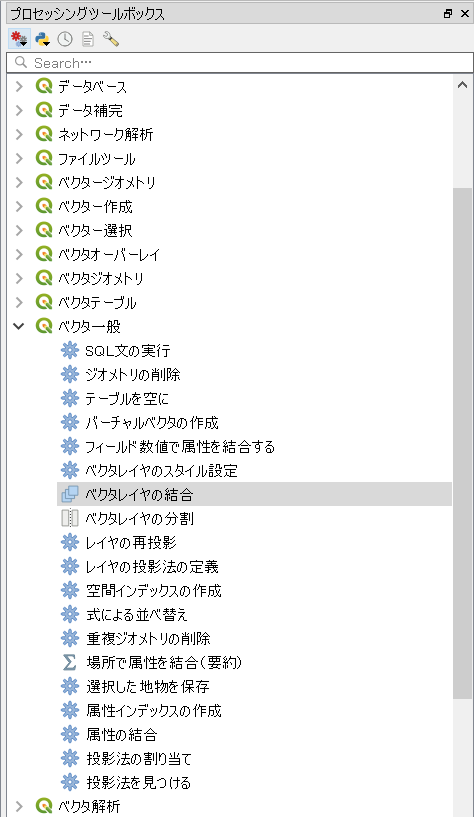 プロセッシングツールボックス
Search…
データベース
データ補完
ネットワーク解析
ファイルツール
ベクタージオメトリ
ベクター作成
ベクター選択
ベクタオーバーレイ
ベクタジオメトリ
ベクタテーブル
ベクター般
SQL文の実行
ジオメトリの削除
テーブルを空に
バーチャルベクタの作成
フィールド数値で属性を結合する
ベクタレイヤのスタイル設定
ベクタレイヤの結合
ベクタレイヤの分割
レイヤの再投影
レイヤの投影法の定義
空間インデックスの作成
式による並べ替え
重複ジオメトリの削除
場所で属性を結合(要約)
選択した地物を保存
属性インデックスの作成
属性の結合
投影法の割り当て
投影法を見つける
ベクタ解析